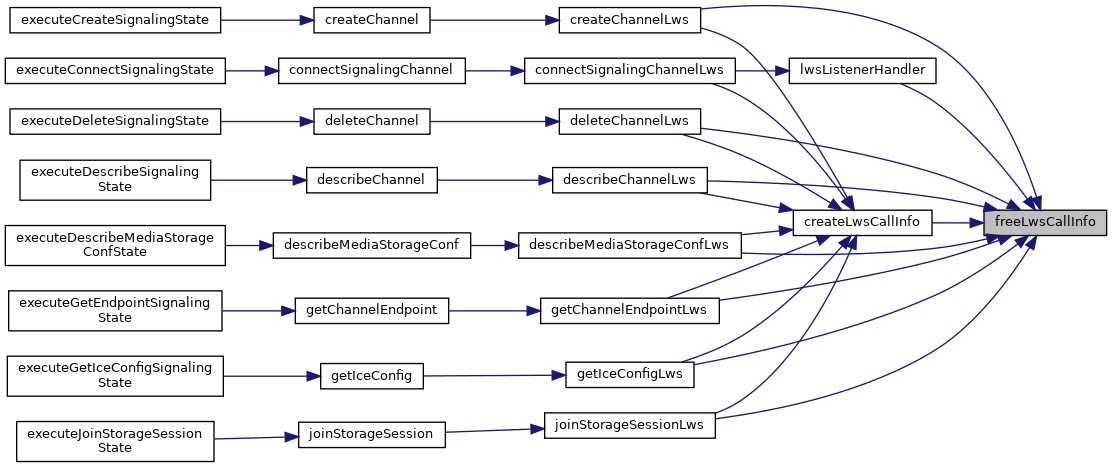 executeCreateSignalingState
createChannel
createChannelLws
executeConnectSignalingState
connectSignalingChannel
connectSignalingChannelLws
lwsListenerHandler
executeDeleteSignalingState
deleteChannel
deleteChannelLws
executeDescribeSignaling
State
describeChannel
describeChannelLws
createLwsCallInfo
freeLwsCallInfo
executeDescribeMediaStorage
ConfState
describeMediaStorageConf
describeMediaStorageConfLws
executeGetEndpointSignaling
State
getChannelEndpoint
getChannelEndpointLws
executeGetIceConfigSignaling
State
getIceConfig
getIceConfigLws
executeJoinStorageSession
State
joinStorageSession
joinStorageSessionLws